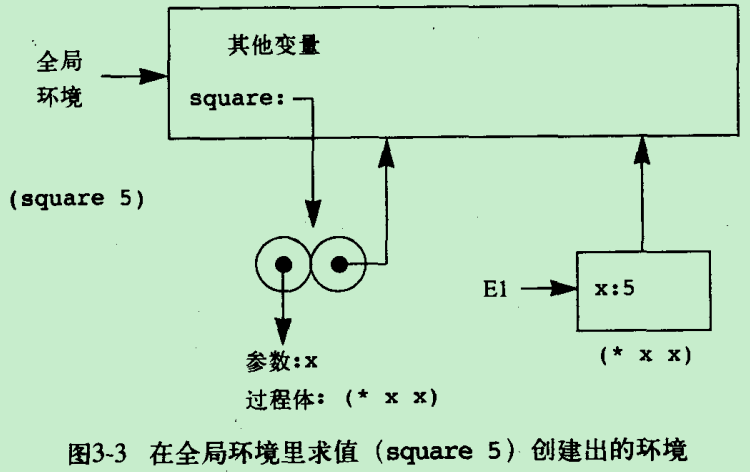 其他变量
全局
环境
square:
(square 5)
E1
x:5
(* x x)
参数:x
过程体: (* x x)
图3-3 在全局环境里求值（square 5）创建出的环境